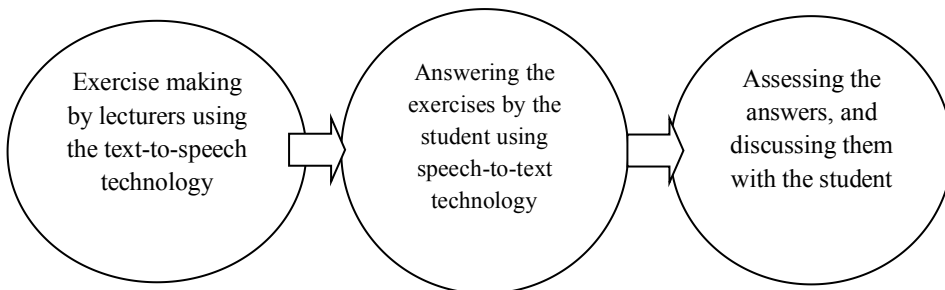 Exercise making
by lecturers using
the text-to-speech
technology
Answering the
exercises by the
student using
speech-to-text
technology
Assessing the
answers, and
discussing them
with the student